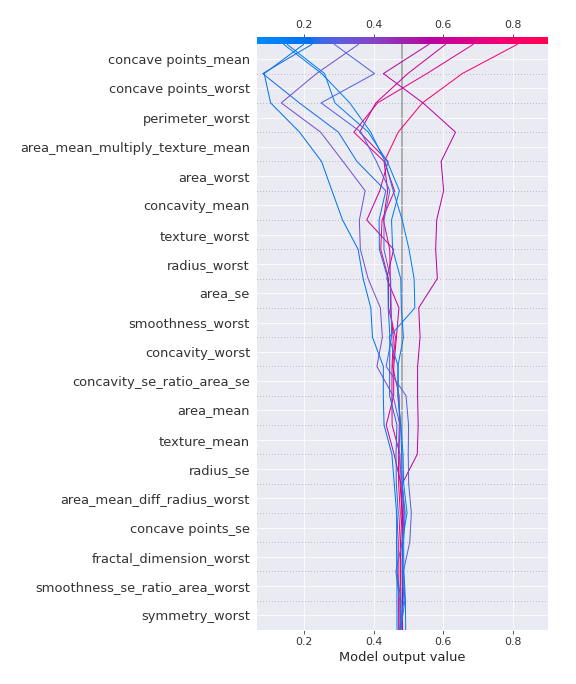 0.2 0.4 0.6 0.8
concave points_mean
concave points_worst
perimeter_worst
area_mean_multiply_texture_mean
area_worst
concavity_mean
texture_worst
radius_worst
area_se
smoothness_worst
concavity_worst
concavity_se_ratio_area_se
area_mean
texture_mean
radius_se
area_mean_diff_radius_worst
concave points_se
fractal_dimension_worst
smoothness_se_ratio_area_worst
symmetry_worst
0.2 0.4 0.6 0.8
Model output value